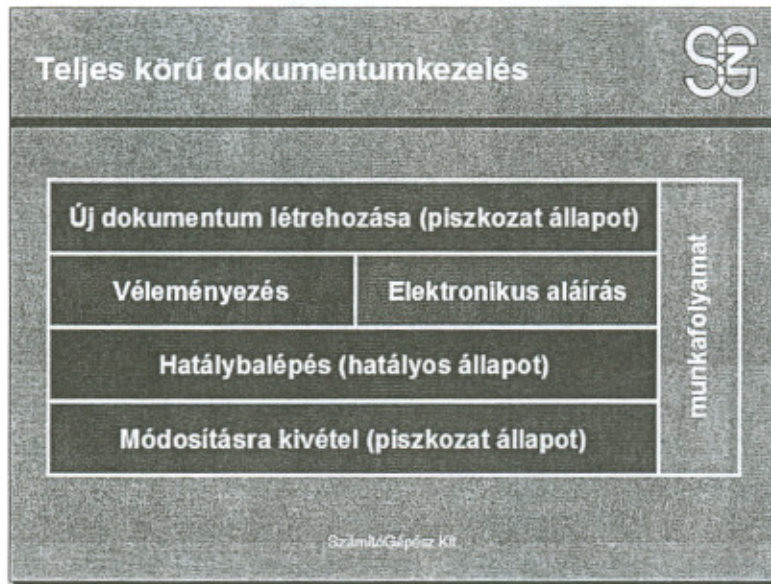 Teljes körű dokumentumkezelés
SzG
Új dokumentum létrehozása (piszkozat állapot)
Véleményezés
Elektronikus aláírás
Hatálybalépés (hatályos állapot)
Módosításra kivétel (piszkozat állapot)
munkafolyamat
SzámítóGépész Kft